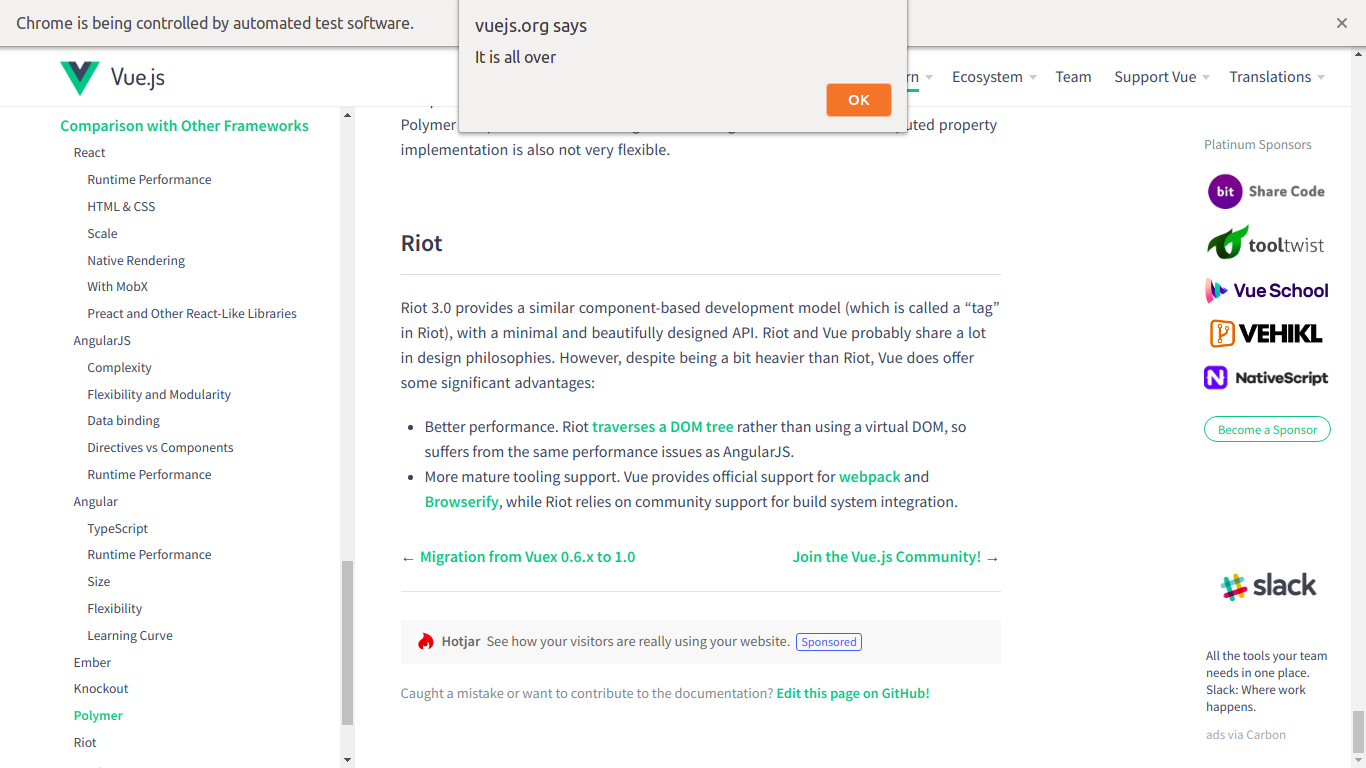 Chrome is being controlled by automated test software.
vuejs.org says
It is all over
OK
Vue.js
Ecosystem
Team
Support Vue
Translations
Comparison with Other Frameworks
React
Runtime Performance
HTML & CSS
Scale
Native Rendering
With MobX
Preact and Other React-Like Libraries
AngularJS
Complexity
Flexibility and Modularity
Data binding
Directives vs Components
Runtime Performance
Angular
TypeScript
Runtime Performance
Size
Flexibility
Learning Curve
Ember
Knockout
Polymer
Riot
Polymer property
implementation is also not very flexible.
Riot
Riot 3.0 provides a similar component-based development model (which is called a “tag”
in Riot), with a minimal and beautifully designed API. Riot and Vue probably share a lot
in design philosophies. However, despite being a bit heavier than Riot, Vue does offer
some significant advantages:
• Better performance. Riot traverses a DOM tree rather than using a virtual DOM, so
suffers from the same performance issues as AngularJS.
• More mature tooling support. Vue provides official support for webpack and
Browserify, while Riot relies on community support for build system integration.
← Migration from Vuex 0.6.x to 1.0
Join the Vue.js Community! →
Hotjar See how your visitors are really using your website. Sponsored
Caught a mistake or want to contribute to the documentation? Edit this page on GitHub!
Platinum Sponsors
bit Share Code
tooltwist
Vue School
VEHIKL
NativeScript
Become a Sponsor
slack
All the tools your team
needs in one place.
Slack: Where work
happens.
ads via Carbon